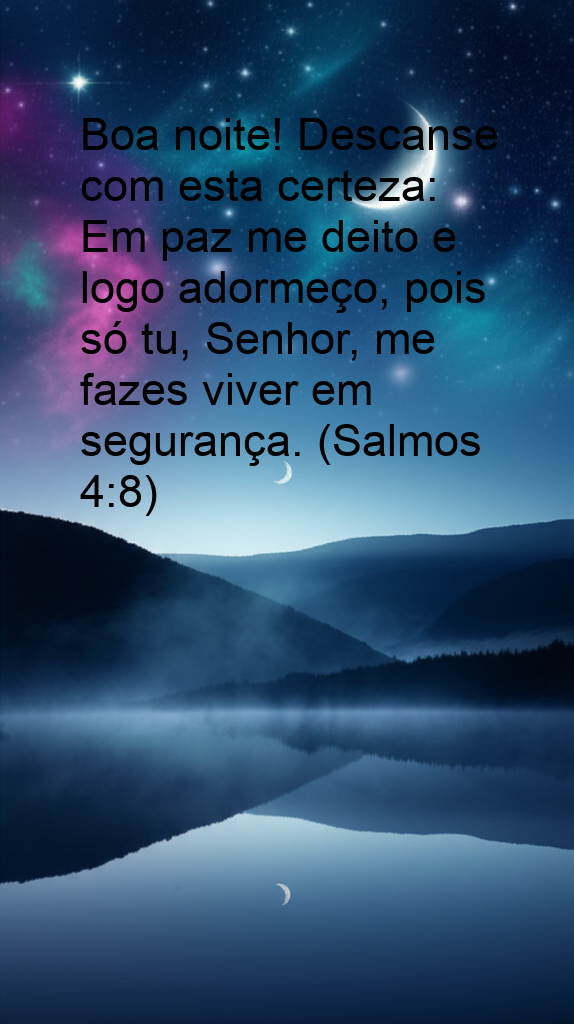 Boa noite! Descanse
com esta certeza:
Em paz me deito e
logo adormeço, pois
só tu, Senhor, me
fazes viver em
segurança. (Salmos
4:8)